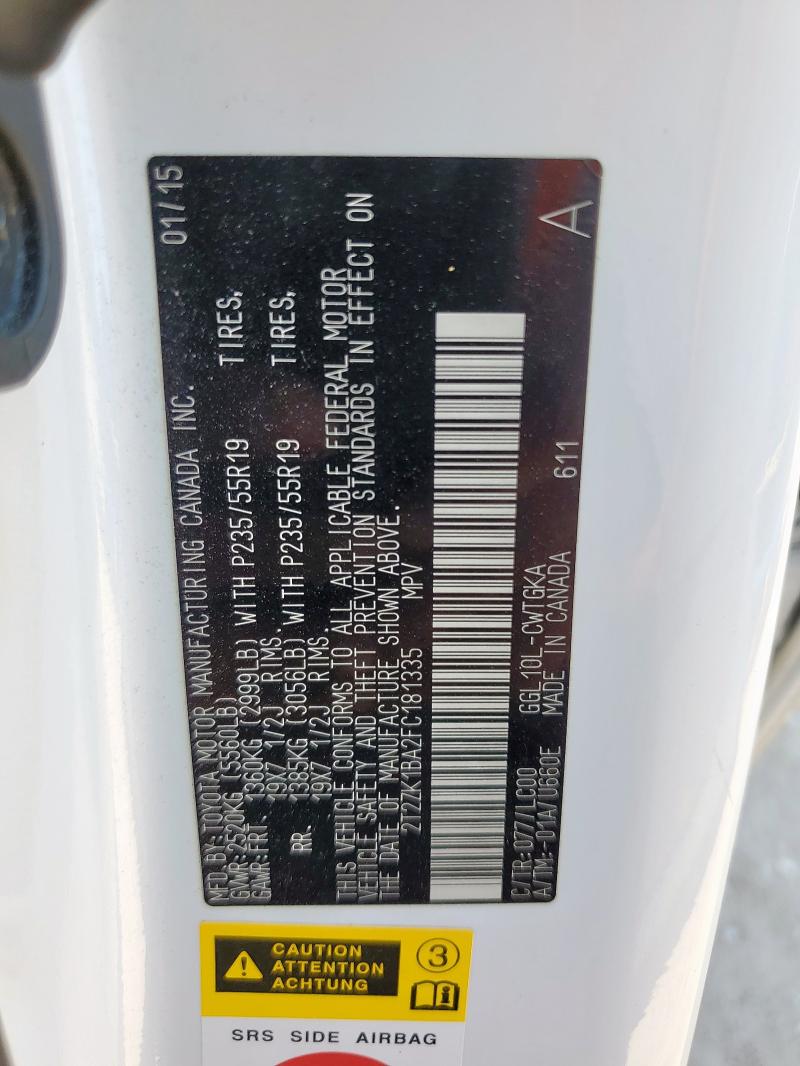 MFD. BY: TOYOTA MOTOR MANUFACTURING CANADA INC. 01/15
GVWR: 2520KG (5560LB)
GAWR: FRT. 1360KG (2999LB) WITH P235/55R19 TIRES,
19X7 1/2J RIMS.
RR. 1385KG (3056LB) WITH P235/55R19 TIRES,
19X7 1/2J RIMS.
THIS VEHICLE CONFORMS TO ALL APPLICABLE FEDERAL MOTOR
VEHICLE SAFETY AND THEFT PREVENTION STANDARDS IN EFFECT ON
THE DATE OF MANUFACTURE SHOWN ABOVE.
2T2ZK1BA2FC181335 MPV
C/TR: 077/LC00 GGL10L-CWTGKA
A/TM: -01A/U660E MADE IN CANADA 611 A
CAUTION
ATTENTION
ACHTUNG
3
SRS SIDE AIRBAG